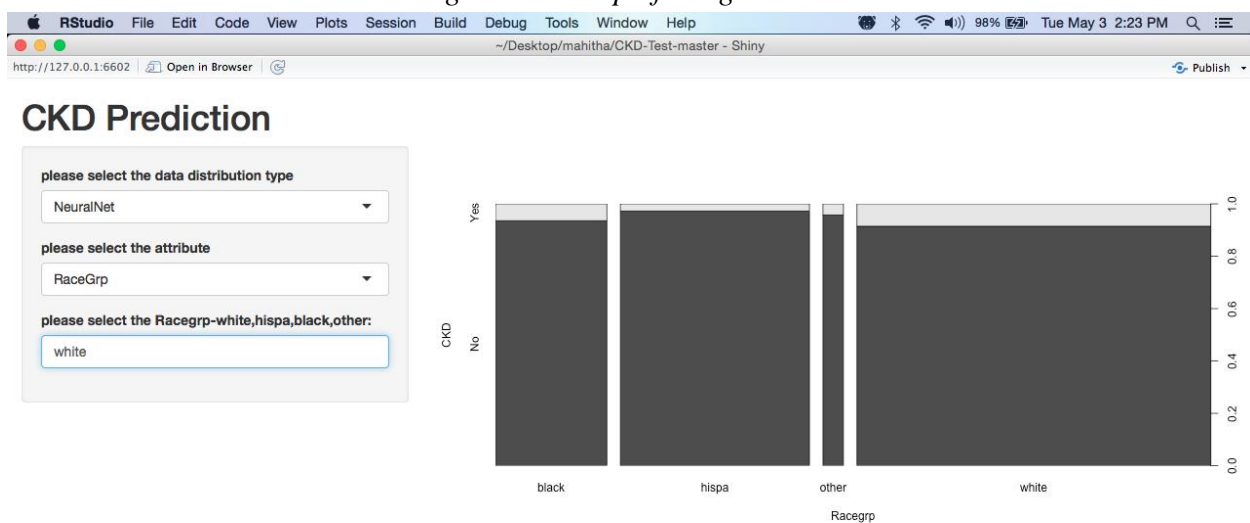 RStudio File Edit Code View Plots Session Build Debug Tools Window Help 98% Tue May 3 2:23 PM
~/Desktop/mahitha/CKD-Test-master - Shiny
http://127.0.0.1:6602 Open in Browser Publish
CKD Prediction
please select the data distribution type
NeuralNet
please select the attribute
RaceGrp
please select the Racegrp-white,hispa,black,other:
white
CKD
Yes
No
1.0
0.8
0.6
0.4
0.2
0.0
black hispa other white
Racegrp